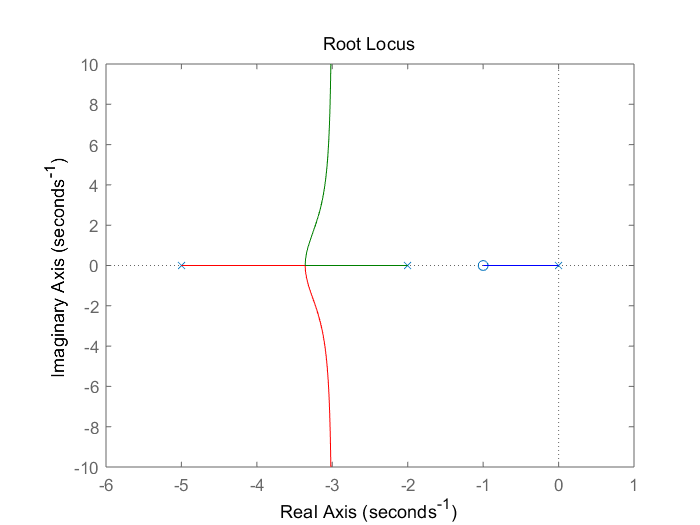 Root Locus
10
8
6
4
2
0
-2
-4
-6
-8
-10
Imaginary Axis (seconds⁻¹)
-6 -5 -4 -3 -2 -1 0 1
Real Axis (seconds⁻¹)